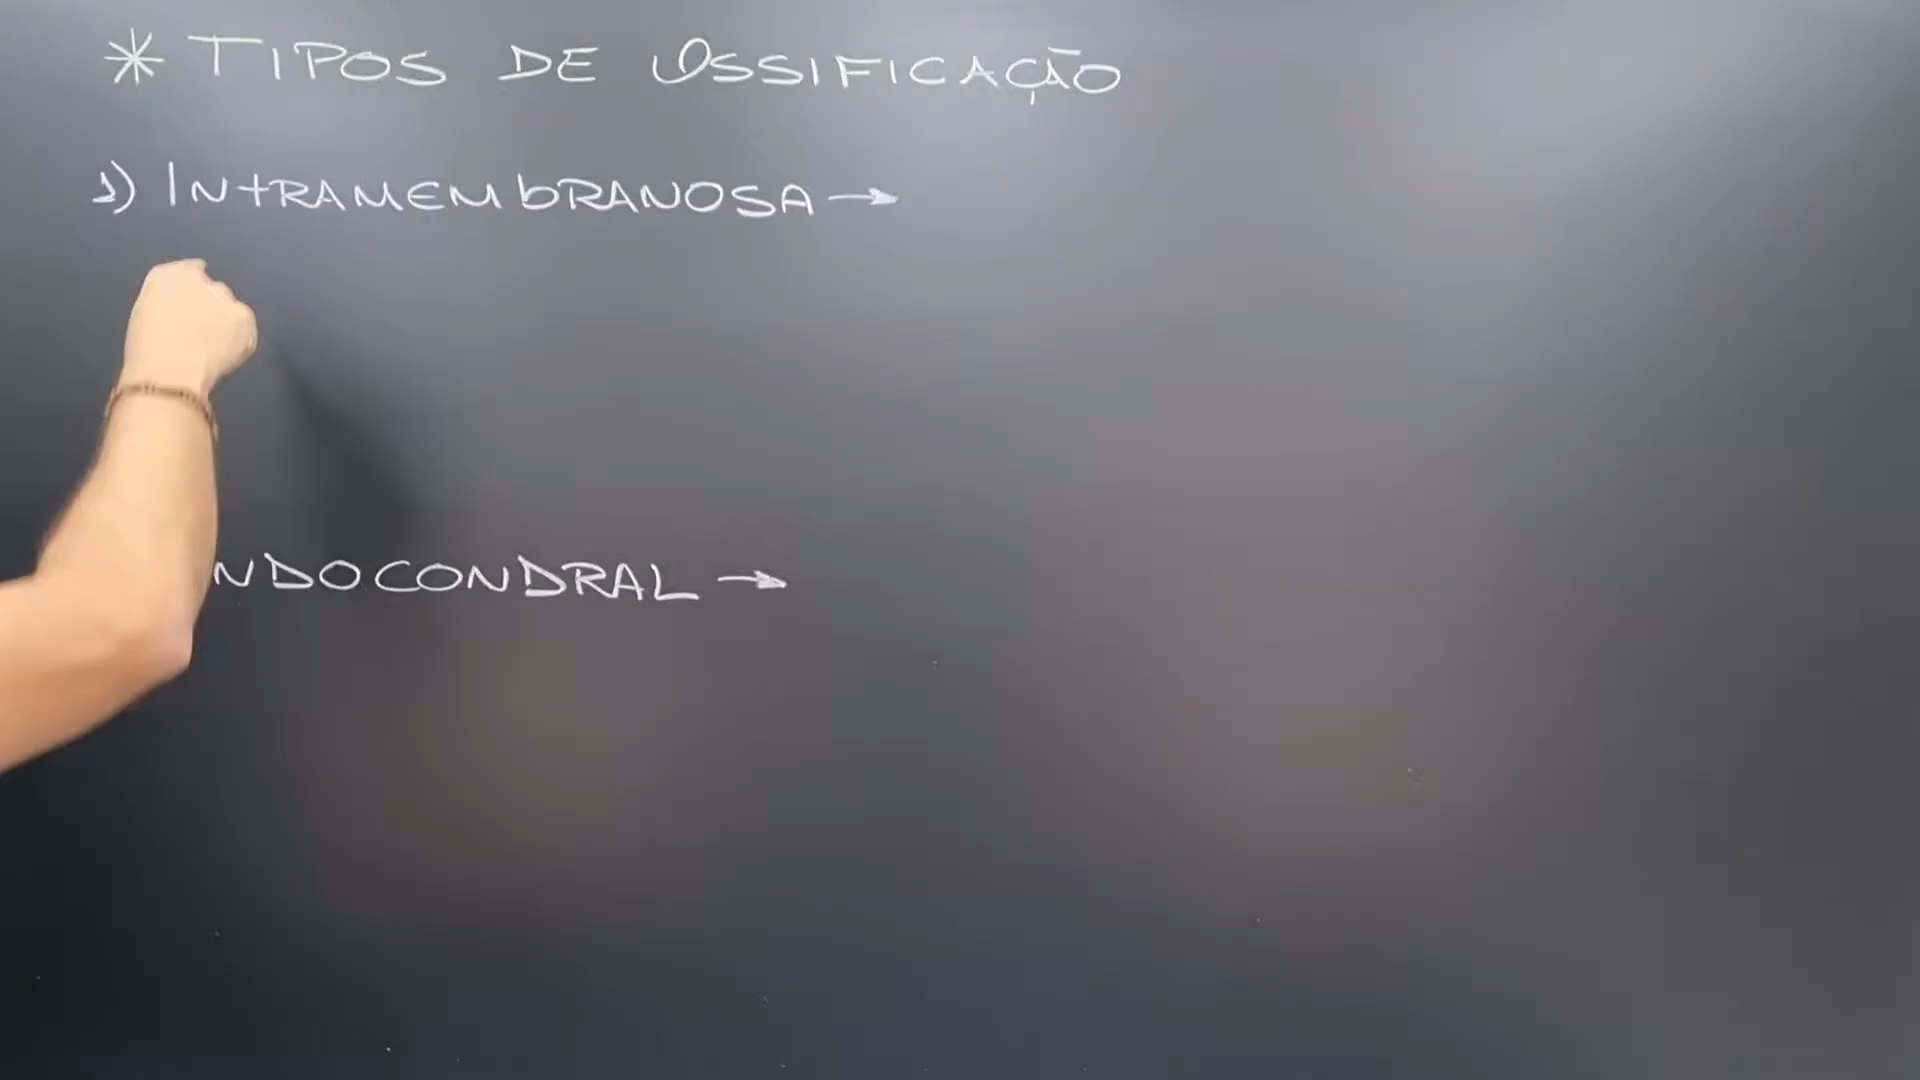 * TIPOS DE OSSIFICAÇÃO
1) INTRAMEMBRANOSA →
NDOCONDRAL →